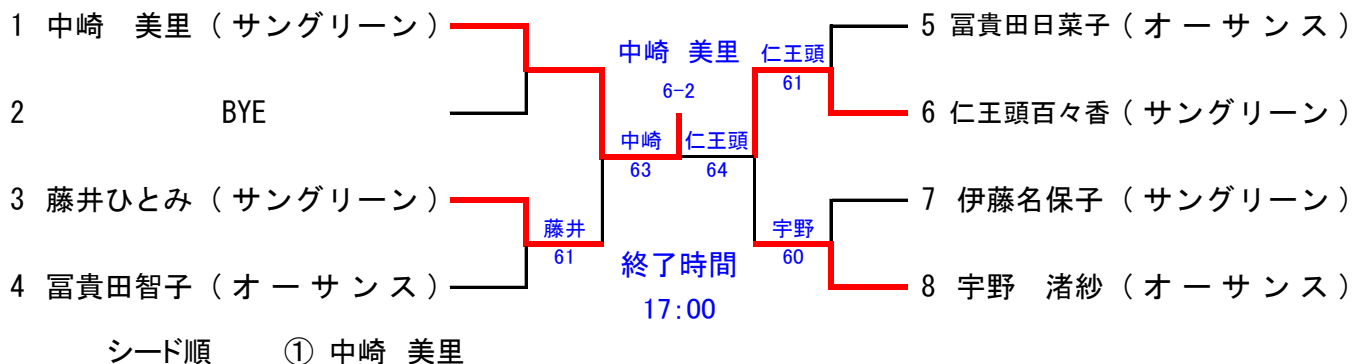 1 中崎　美里（サングリーン）
2 BYE
3 藤井ひとみ（サングリーン）
4 冨貴田智子（オーサンス）
藤井
61
中崎　美里
6-2
中崎
63
仁王頭
64
終了時間
17:00
仁王頭
61
宇野
60
5 冨貴田日菜子（オーサンス）
6 仁王頭百々香（サングリーン）
7 伊藤名保子（サングリーン）
8 宇野　渚紗（オーサンス）
シード順　① 中崎　美里